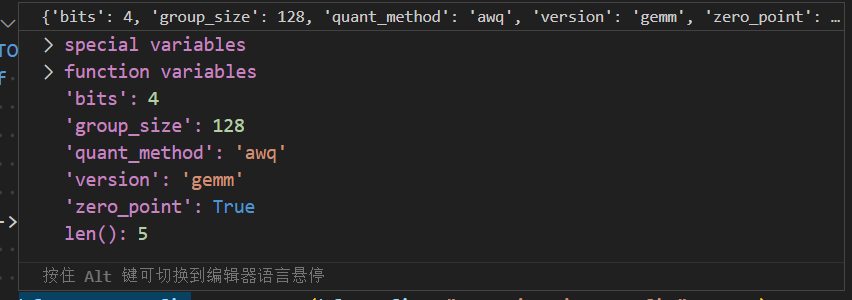 {'bits': 4, 'group_size': 128, 'quant_method': 'awq', 'version': 'gemm', 'zero_point': …
> special variables
> function variables
'bits': 4
'group_size': 128
'quant_method': 'awq'
'version': 'gemm'
'zero_point': True
len(): 5
按住 Alt 键可切换到编辑器语言悬停